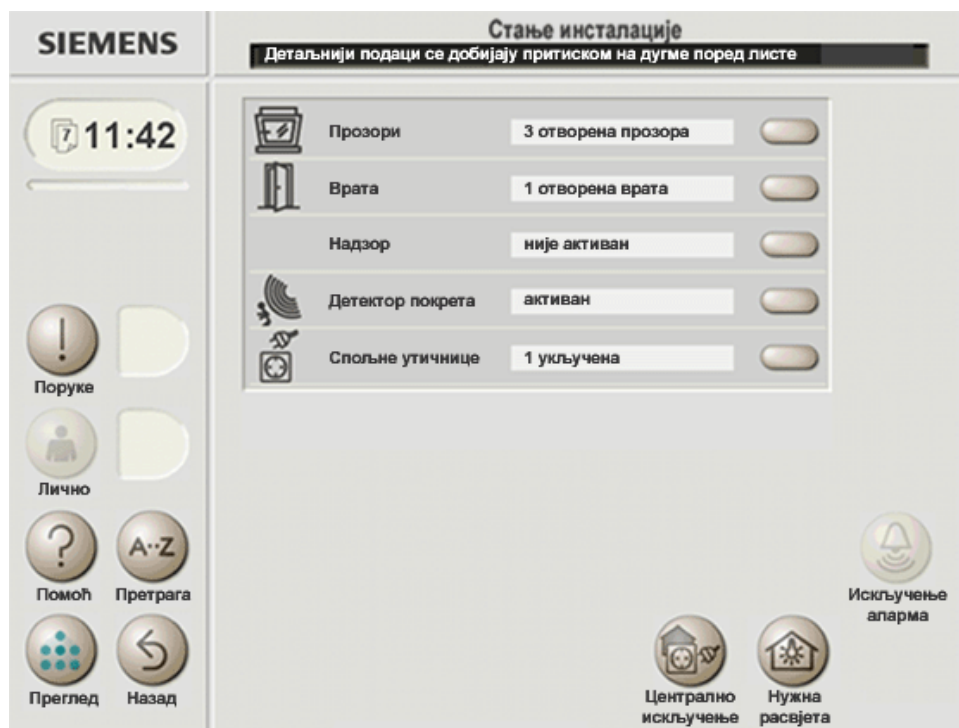 SIEMENS
Стање инсталације
Детаљнији подаци се добијају притиском на дугме поред листе
7 11:42
Прозори 3 отворена прозора
Врата 1 отворена врата
Надзор није активан
Детектор покрета активан
Спољне утичнице 1 укључена
!
Поруке
Лично
? A··Z
Помоћ Претрага
Искључење
аларма
Преглед Назад
Централно
искључење
Нужна
расвјета